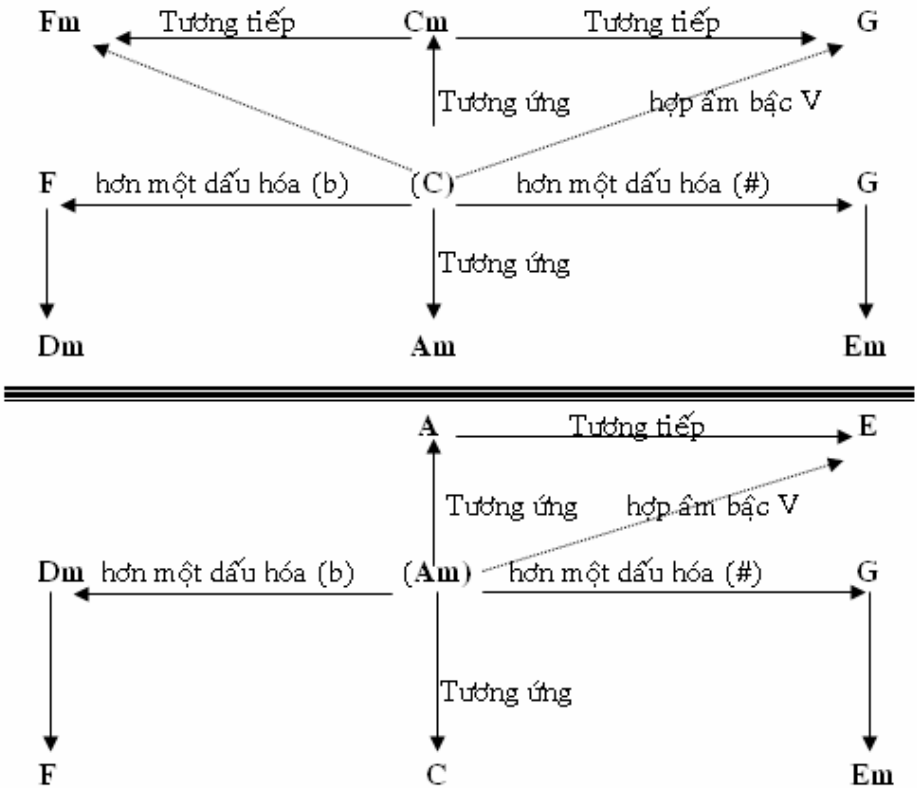 Fm Tương tiếp Cm Tương tiếp G
Tương ứng hợp âm bậc V
F hơn một dấu hóa (b) (C) hơn một dấu hóa (#) G
Tương ứng
Dm Am Em
A Tương tiếp E
Tương ứng hợp âm bậc V
Dm hơn một dấu hóa (b) (Am) hơn một dấu hóa (#) G
Tương ứng
F C Em